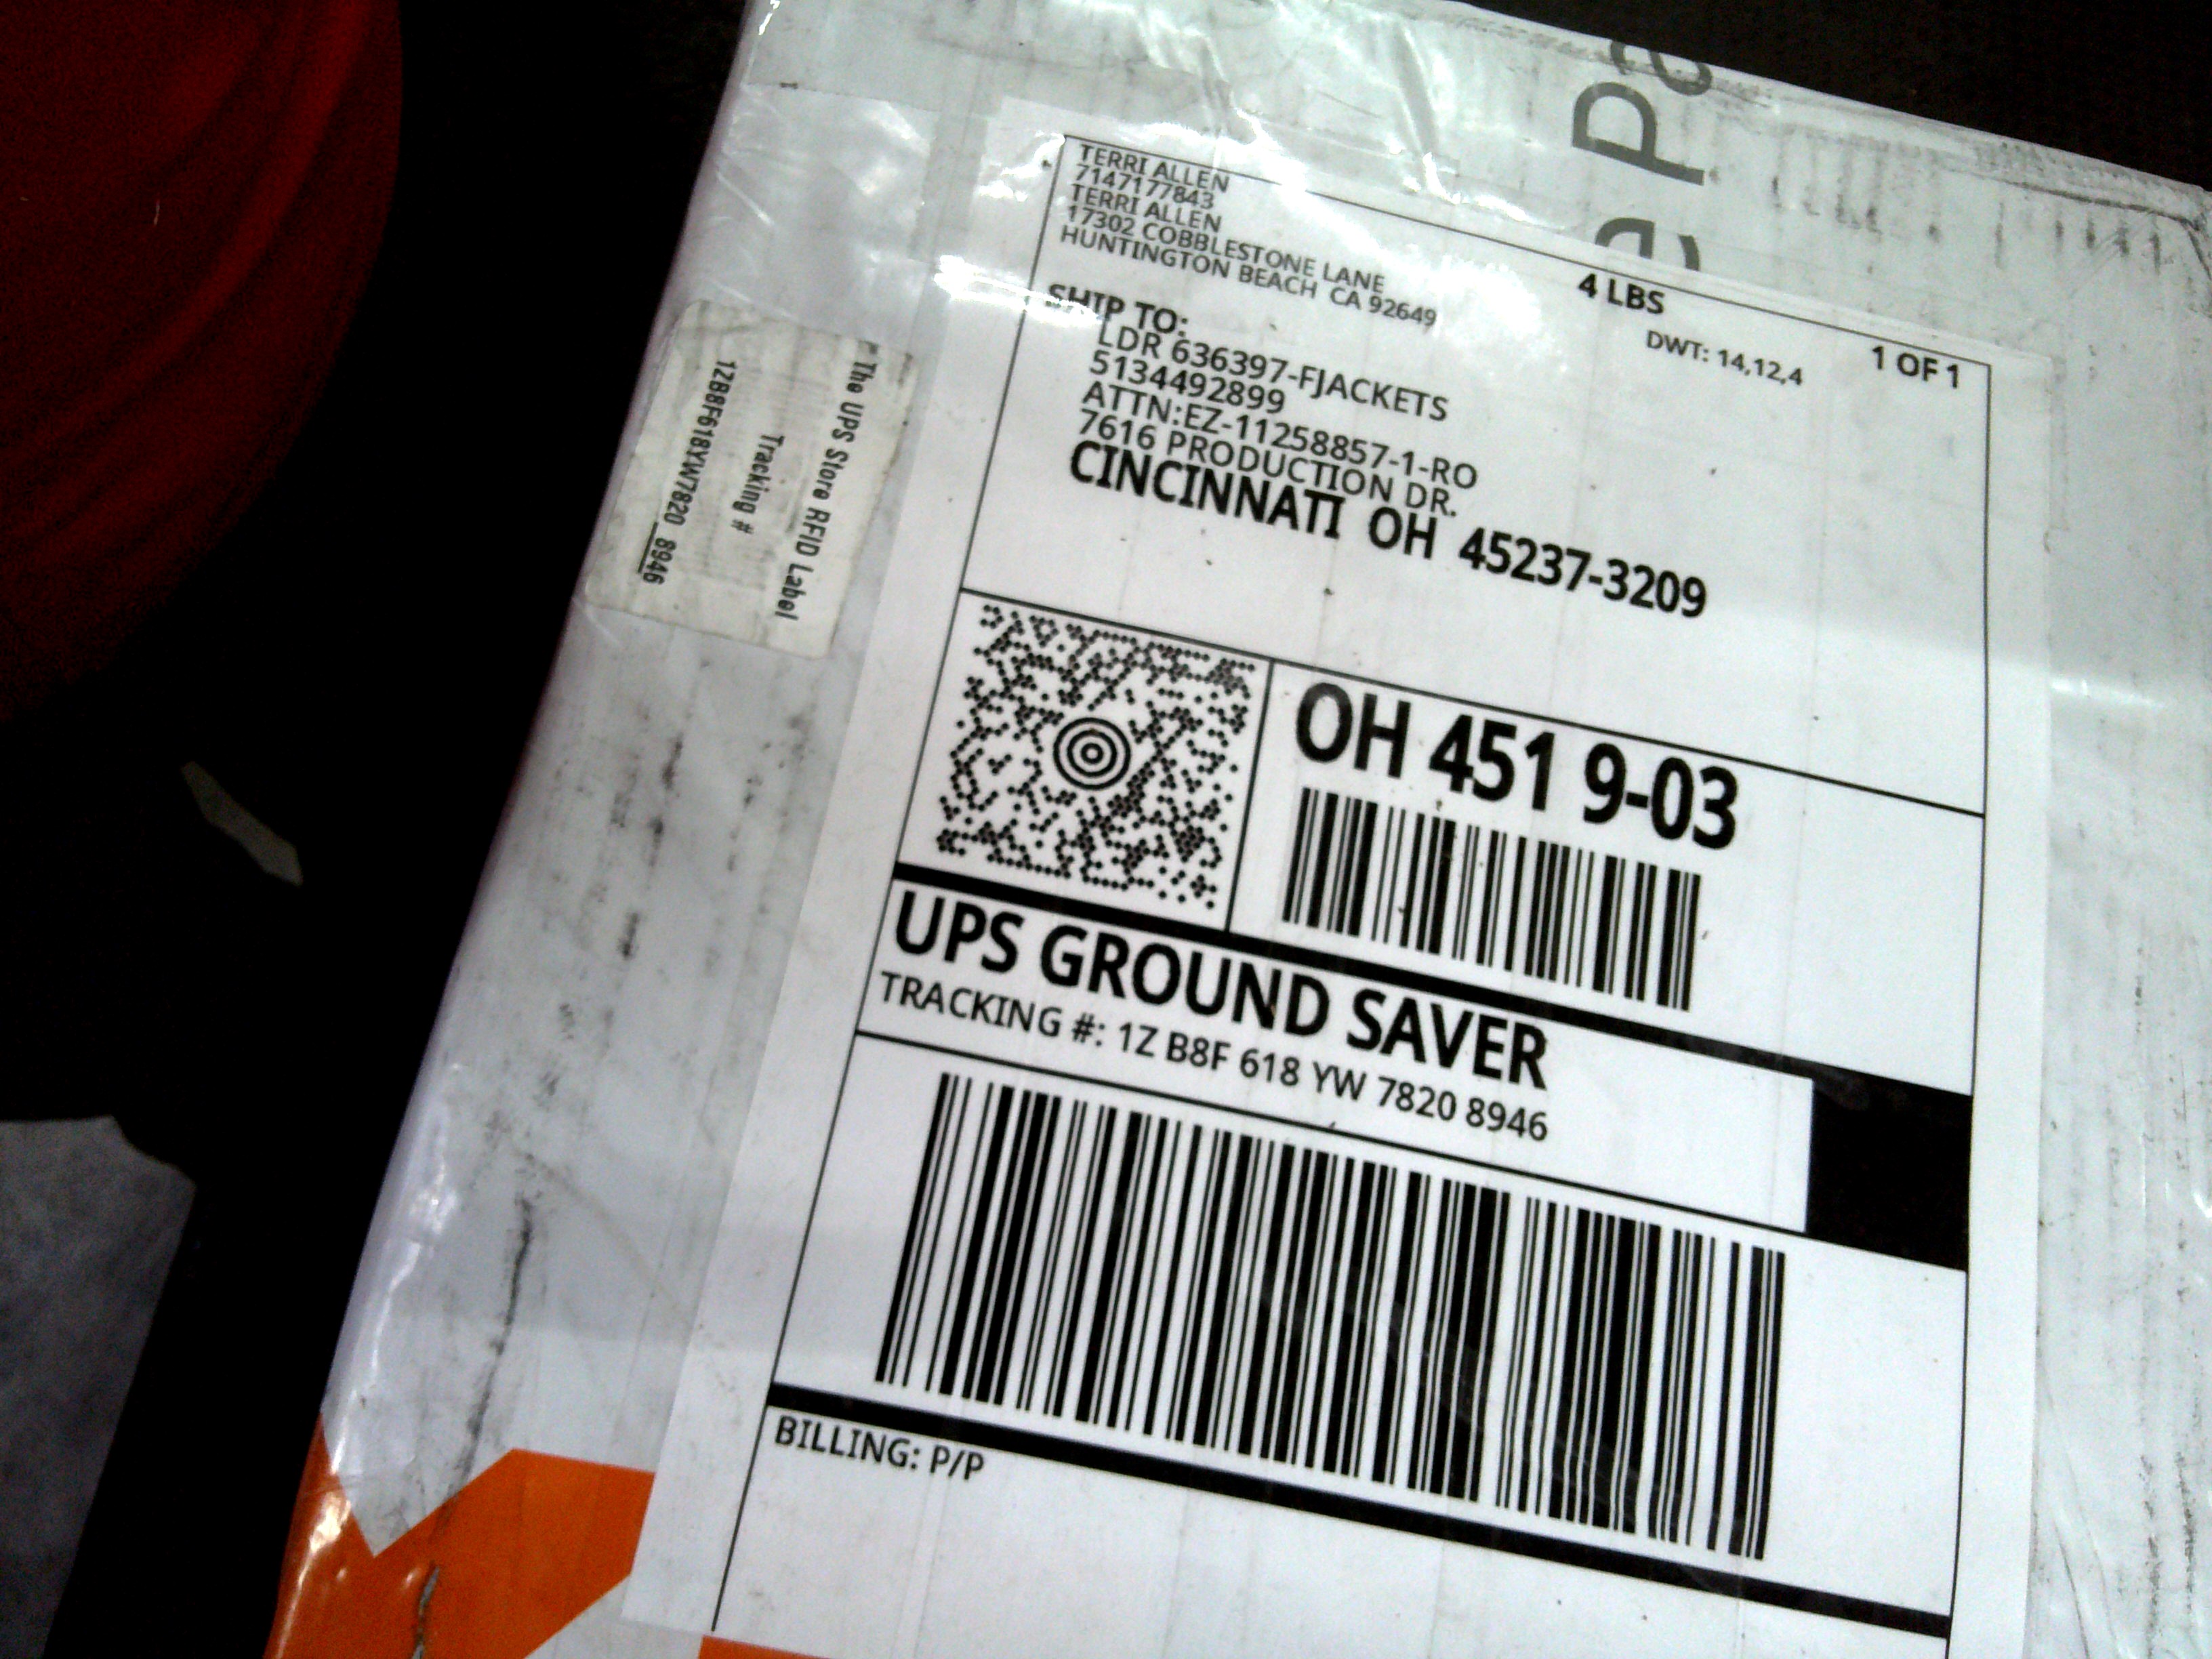 e Pa
TERRI ALLEN
7147177843
TERRI ALLEN
17302 COBBLESTONE LANE
HUNTINGTON BEACH CA 92649
4 LBS
1 OF 1
DWT: 14,12,4
SHIP TO:
LDR 636397-FJACKETS
5134492899
ATTN:EZ-11258857-1-RO
7616 PRODUCTION DR.
CINCINNATI OH 45237-3209
The UPS Store RFID Label
Tracking #
1ZB8F618YW7820 8946
OH 451 9-03
UPS GROUND SAVER
TRACKING #: 1Z B8F 618 YW 7820 8946
BILLING: P/P